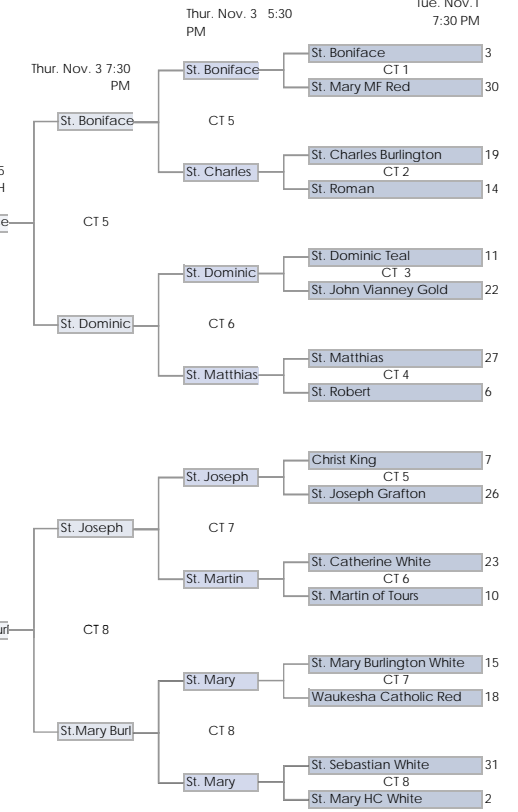 Tue. Nov. 1
7:30 PM
Thur. Nov. 3 5:30
PM
Thur. Nov. 3 7:30
PM
St. Boniface 3
CT 1
St. Mary MF Red 30
St. Boniface
St. Boniface
CT 5
St. Charles Burlington 19
CT 2
St. Roman 14
St. Charles
CT 5
St. Dominic Teal 11
CT 3
St. John Vianney Gold 22
St. Dominic
St. Dominic
CT 6
St. Matthias 27
CT 4
St. Robert 6
St. Matthias
Christ King 7
CT 5
St. Joseph Grafton 26
St. Joseph
St. Joseph
CT 7
St. Catherine White 23
CT 6
St. Martin of Tours 10
St. Martin
CT 8
St. Mary Burlington White 15
CT 7
Waukesha Catholic Red 18
St. Mary
St.Mary Burl
CT 8
St. Sebastian White 31
CT 8
St. Mary HC White 2
St. Mary